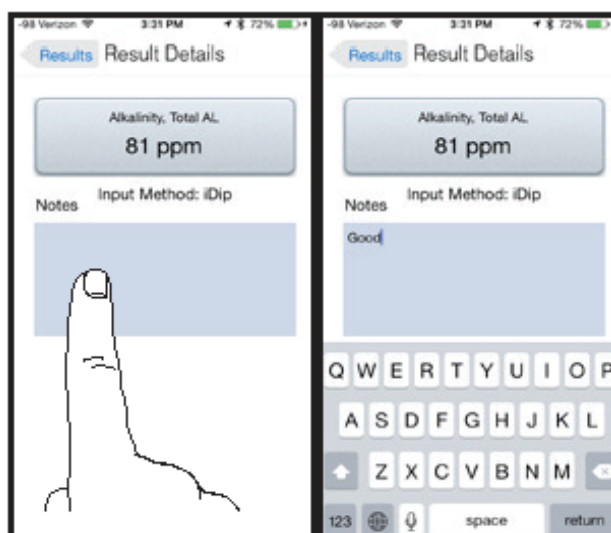 -98 Verizon 3:31 PM 72%
Results Result Details
Alkalinity, Total AL
81 ppm
Input Method: iDip
Notes
-98 Verizon 3:31 PM 72%
Results Result Details
Alkalinity, Total AL
81 ppm
Input Method: iDip
Notes
Good
Q W E R T Y U I O P
A S D F G H J K L
Z X C V B N M
123 space return